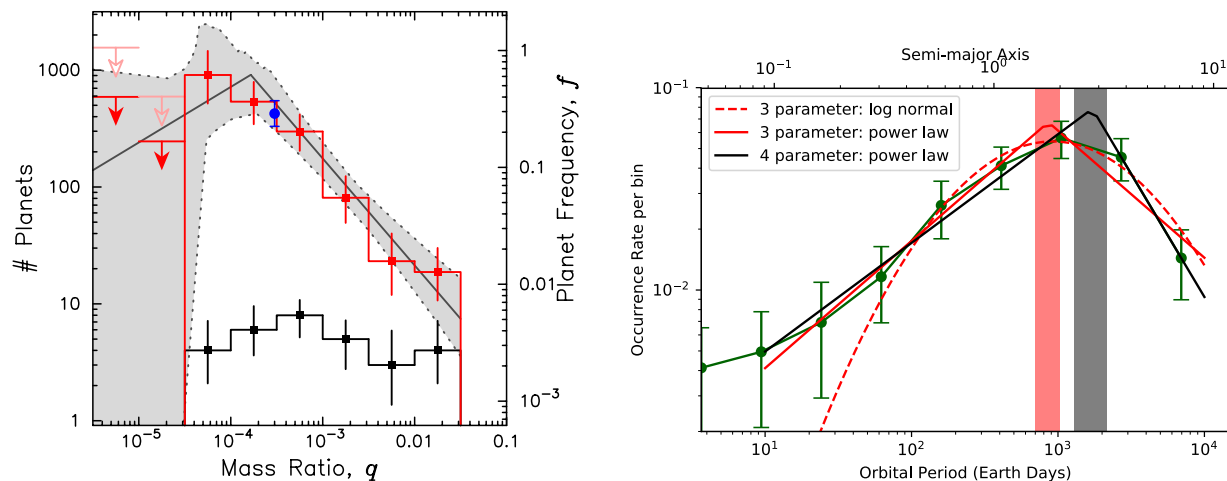 1000
100
10
1
# Planets
10⁻⁵
10⁻⁴
10⁻³
0.01
0.1
Mass Ratio, q
1
0.1
0.01
10⁻³
Planet Frequency, f
Semi-major Axis
10⁻¹
10⁰
10¹
3 parameter: log normal
3 parameter: power law
4 parameter: power law
10⁻¹
10⁻²
Occurrence Rate per bin
10¹
10²
10³
10⁴
Orbital Period (Earth Days)